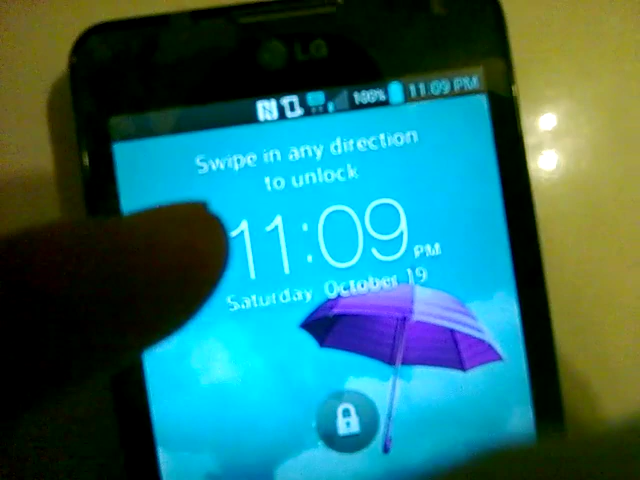 LG
100% 11:09 PM
Swipe in any direction
to unlock
11:09 PM
Saturday October 19